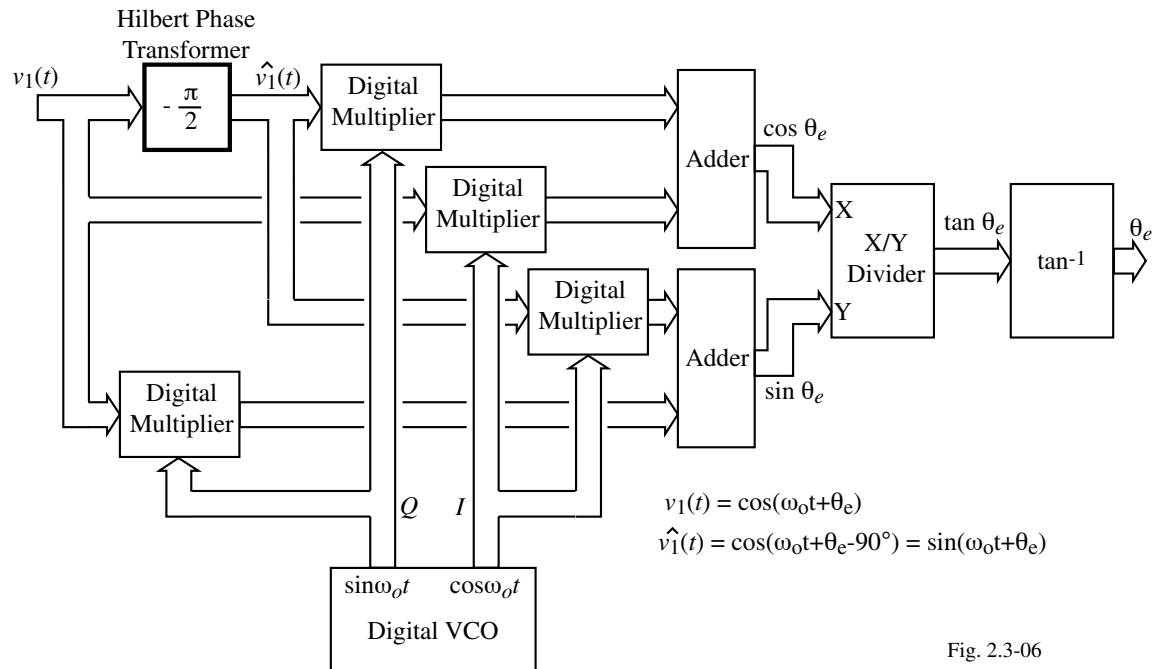 Hilbert Phase
Transformer
v1(t)
- π/2
v̂1(t)
Digital
Multiplier
Digital
Multiplier
Digital
Multiplier
Digital
Multiplier
Adder
cos θe
Adder
sin θe
X
Y
X/Y
Divider
tan θe
tan-1
θe
Q
I
sinωot
cosωot
Digital VCO
v1(t) = cos(ωot+θe)
v̂1(t) = cos(ωot+θe-90°) = sin(ωot+θe)
Fig. 2.3-06